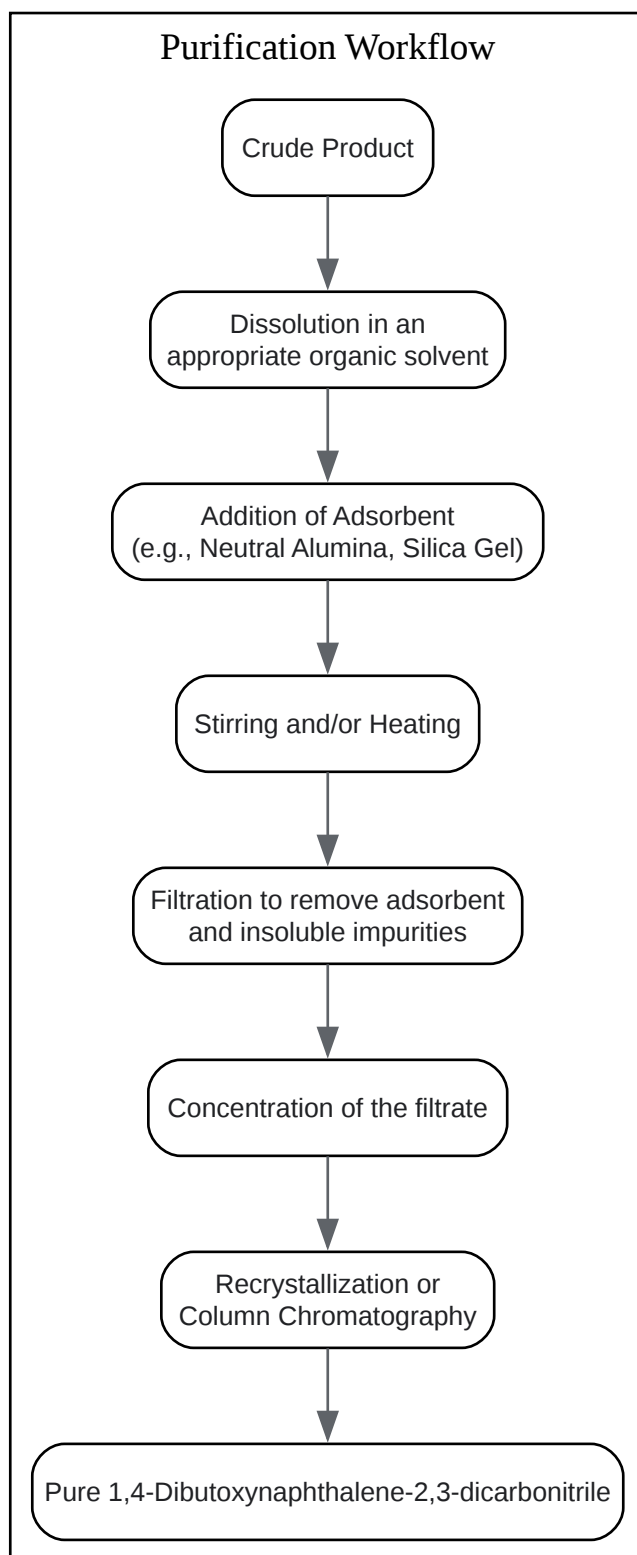 Purification Workflow
Crude Product
Dissolution in an
appropriate organic solvent
Addition of Adsorbent
(e.g., Neutral Alumina, Silica Gel)
Stirring and/or Heating
Filtration to remove adsorbent
and insoluble impurities
Concentration of the filtrate
Recrystallization or
Column Chromatography
Pure 1,4-Dibutoxynaphthalene-2,3-dicarbonitrile